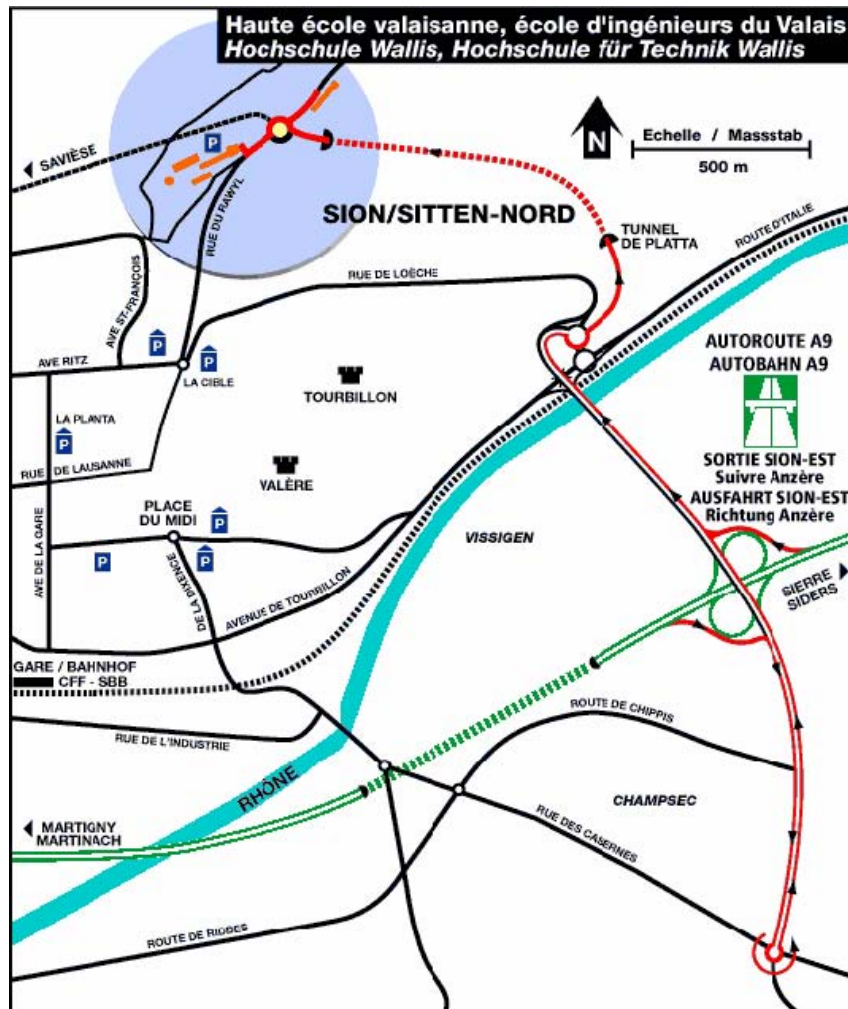 Haute école valaisanne, école d'ingénieurs du Valais
Hochschule Wallis, Hochschule für Technik Wallis
N
Echelle / Massstab
500 m
SAVIÈSE
P
RUE DU RAWYL
SION/SITTEN-NORD
TUNNEL
DE PLATTA
ROUTE D'ITALIE
RUE DE LOÈCHE
AVE ST-FRANÇOIS
P
P
AVE RITZ
LA CIBLE
TOURBILLON
AUTOROUTE A9
AUTOBAHN A9
SORTIE SION-EST
Suivre Anzère
AUSFAHRT SION-EST
Richtung Anzère
LA PLANTA
P
RUE DE LAUSANNE
VALÈRE
PLACE
DU MIDI
P
P
P
VISSIGEN
AVE DE LA GARE
DE LA DIXENCE
AVENUE DE TOURBILLON
SIERRE
SIDERS
GARE / BAHNHOF
CFF - SBB
RUE DE L'INDUSTRIE
ROUTE DE CHIPPIS
RHÔNE
CHAMPSEC
MARTIGNY
MARTINACH
RUE DES CASERNES
ROUTE DE RIDDES